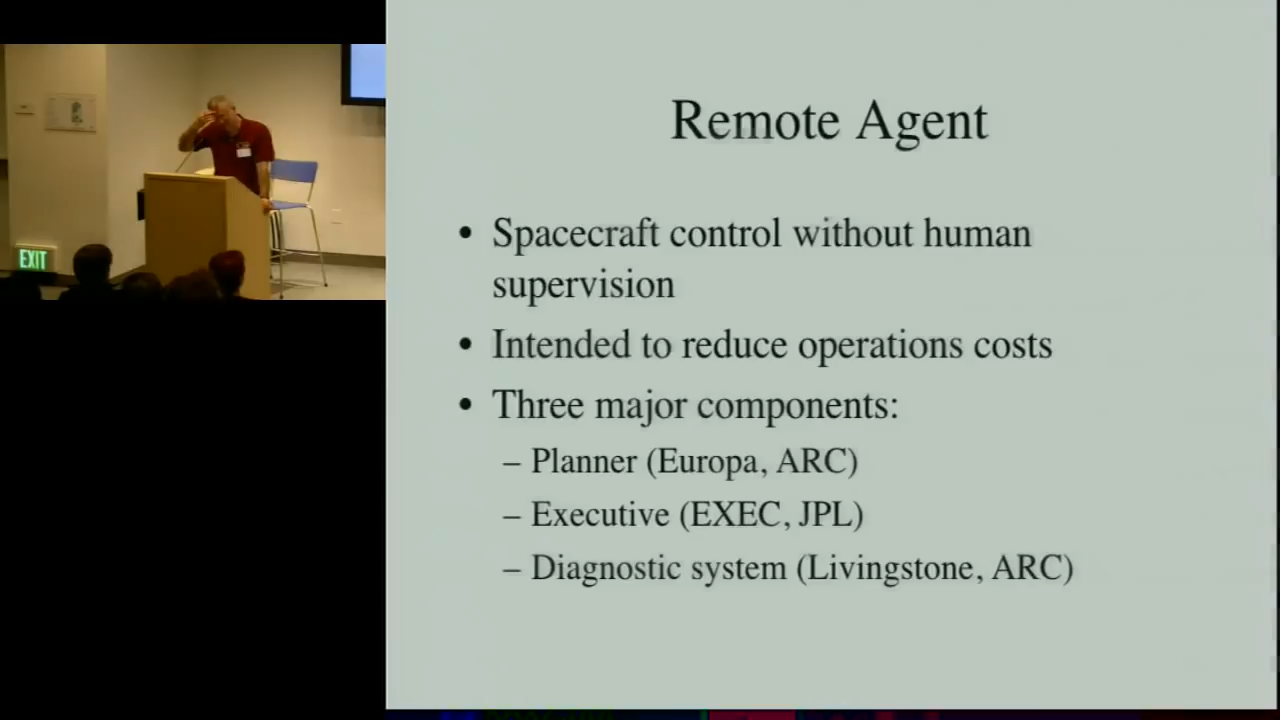 Remote Agent
• Spacecraft control without human
supervision
• Intended to reduce operations costs
• Three major components:
– Planner (Europa, ARC)
– Executive (EXEC, JPL)
– Diagnostic system (Livingstone, ARC)
EXIT